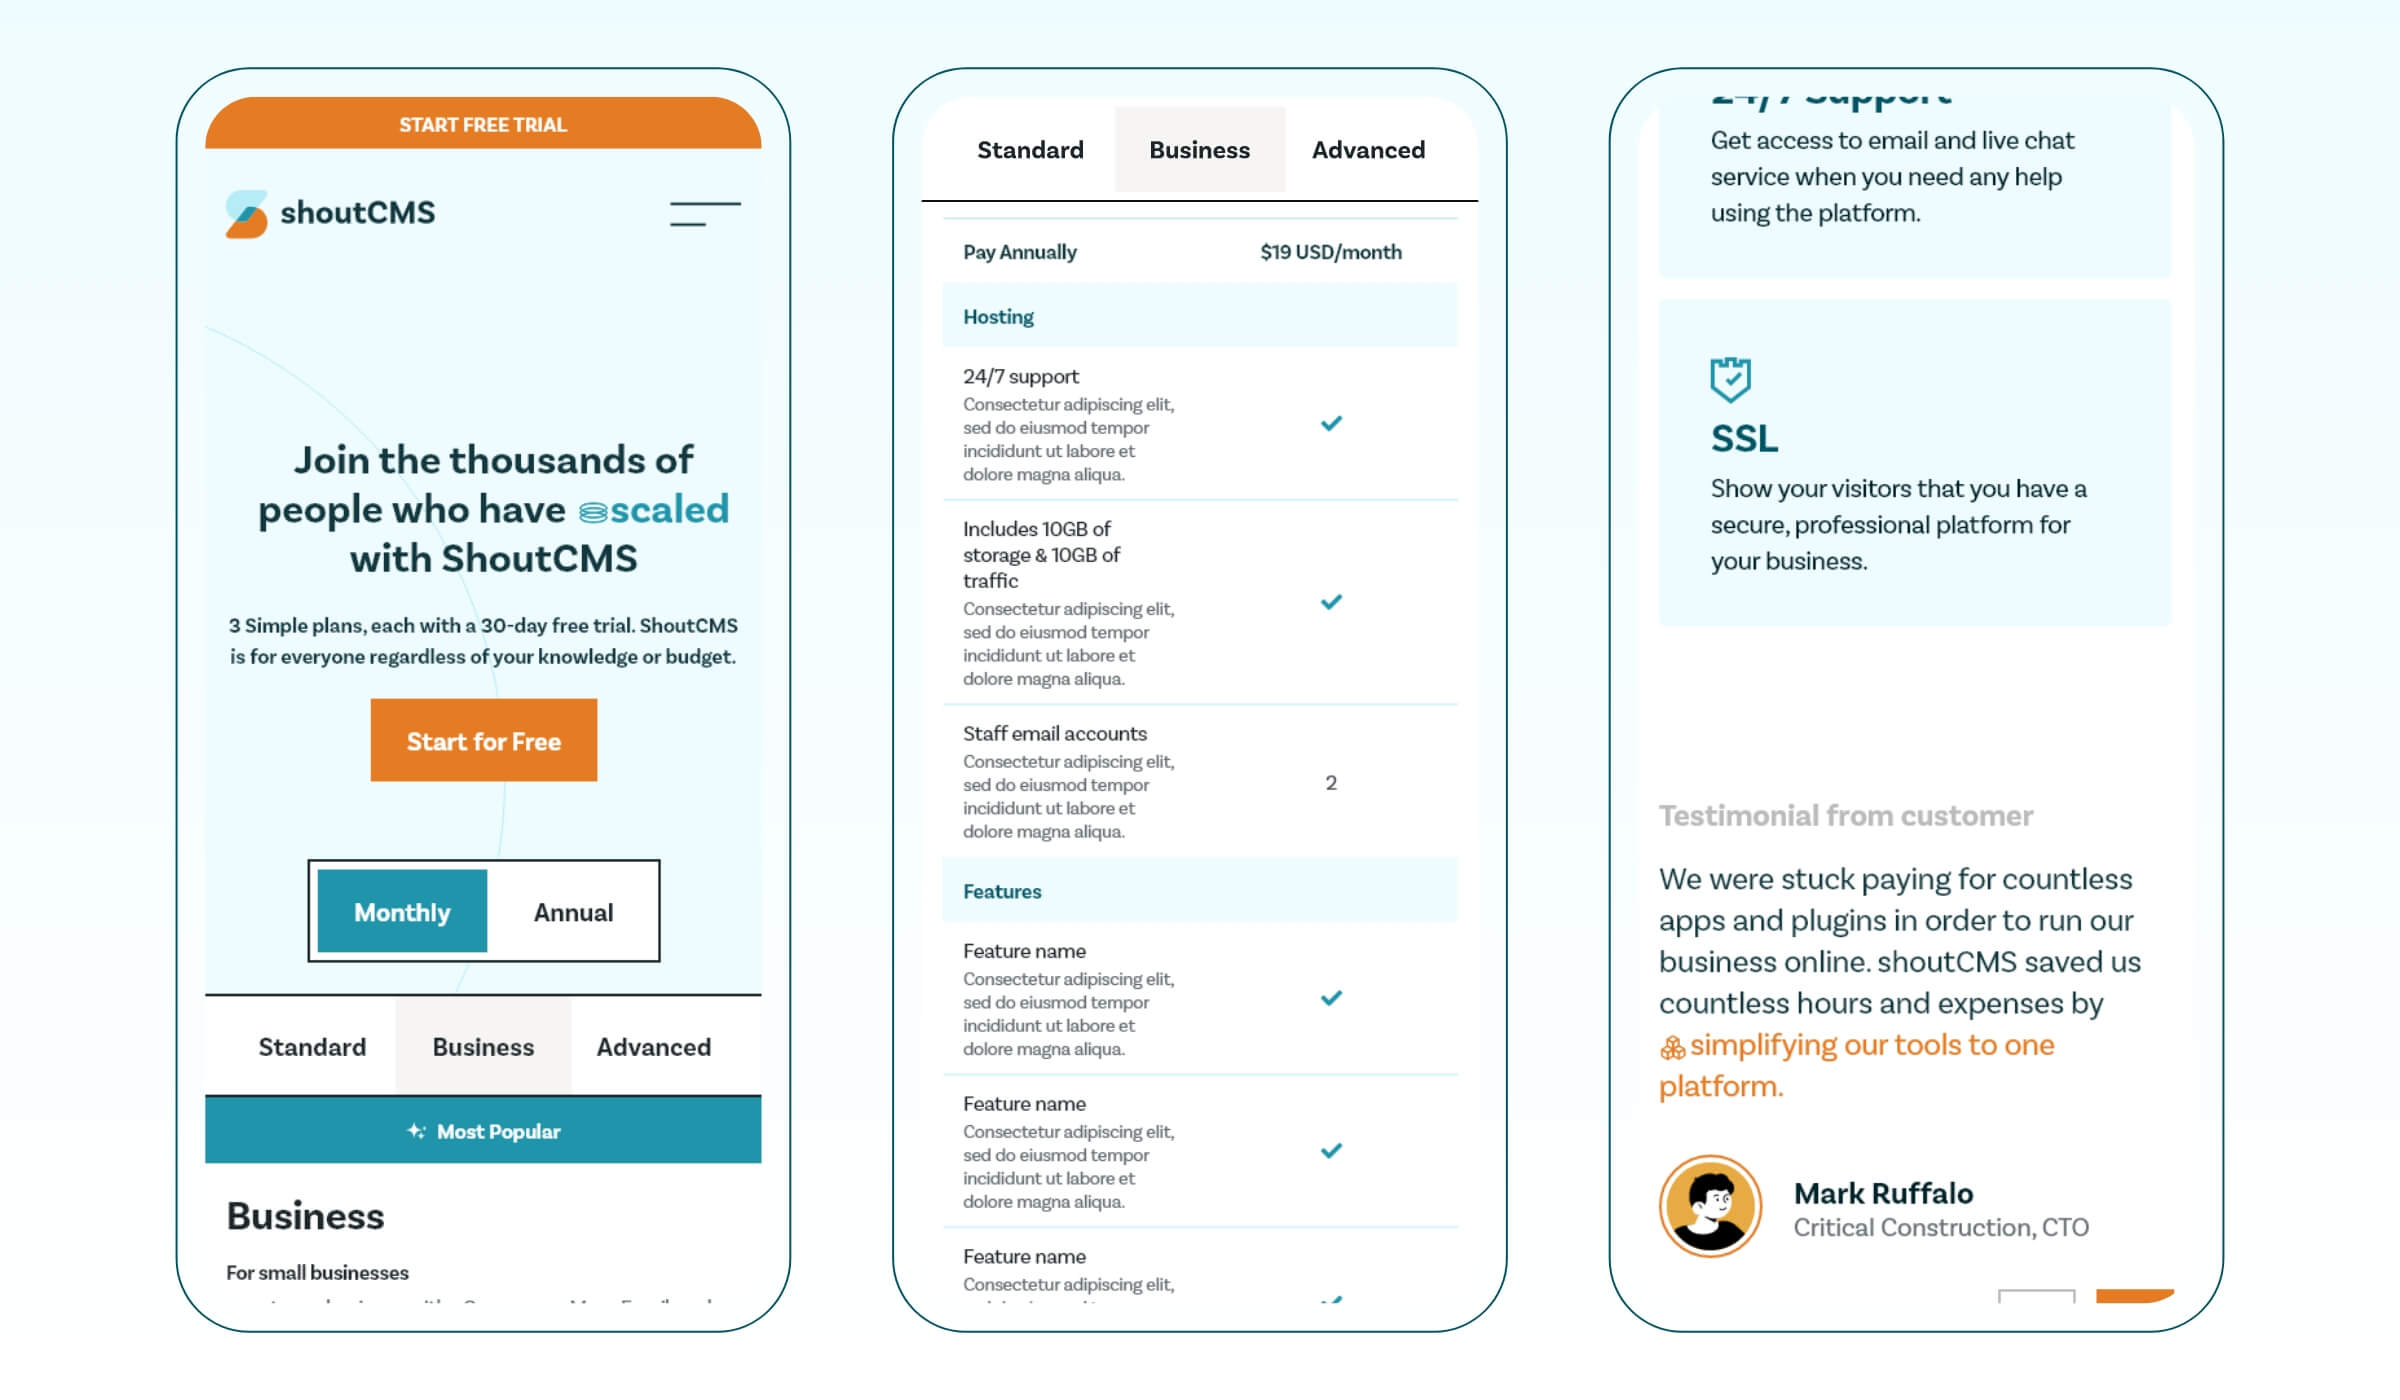 START FREE TRIAL
shoutCMS
Join the thousands of
people who have scaled
with ShoutCMS
3 Simple plans, each with a 30-day free trial. ShoutCMS
is for everyone regardless of your knowledge or budget.
Start for Free
Monthly Annual
Standard Business Advanced
Most Popular
Business
For small businesses
Standard Business Advanced
Pay Annually $19 USD/month
Hosting
24/7 support
Consectetur adipiscing elit,
sed do eiusmod tempor
incididunt ut labore et
dolore magna aliqua.
Includes 10GB of
storage & 10GB of
traffic
Consectetur adipiscing elit,
sed do eiusmod tempor
incididunt ut labore et
dolore magna aliqua.
Staff email accounts
Consectetur adipiscing elit,
sed do eiusmod tempor
incididunt ut labore et
dolore magna aliqua.
2
Features
Feature name
Consectetur adipiscing elit,
sed do eiusmod tempor
incididunt ut labore et
dolore magna aliqua.
Feature name
Consectetur adipiscing elit,
sed do eiusmod tempor
incididunt ut labore et
dolore magna aliqua.
Feature name
Consectetur adipiscing elit,
24/7 Support
Get access to email and live chat
service when you need any help
using the platform.
SSL
Show your visitors that you have a
secure, professional platform for
your business.
Testimonial from customer
We were stuck paying for countless
apps and plugins in order to run our
business online. shoutCMS saved us
countless hours and expenses by
simplifying our tools to one
platform.
Mark Ruffalo
Critical Construction, CTO